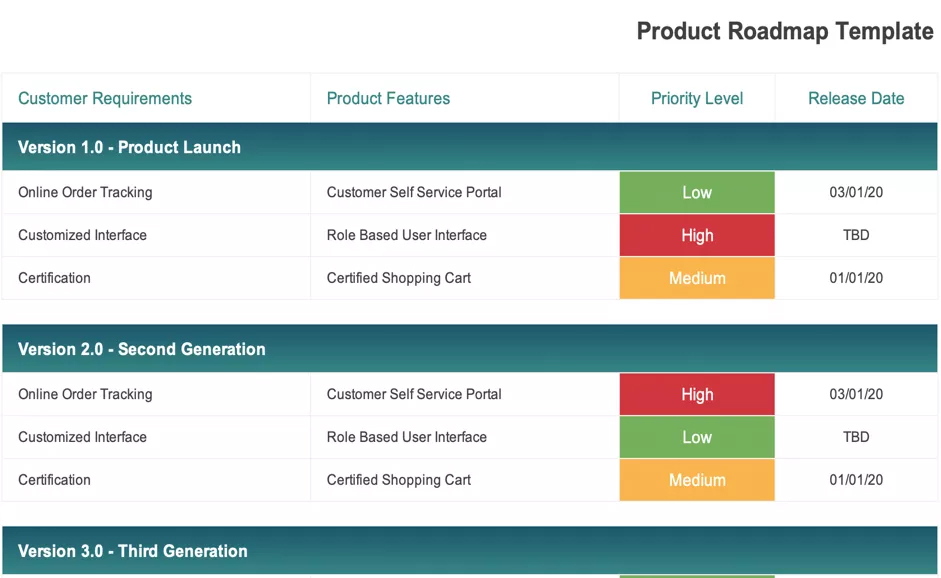 Product Roadmap Template
Customer Requirements Product Features Priority Level Release Date
Version 1.0 - Product Launch
Online Order Tracking Customer Self Service Portal Low 03/01/20
Customized Interface Role Based User Interface High TBD
Certification Certified Shopping Cart Medium 01/01/20
Version 2.0 - Second Generation
Online Order Tracking Customer Self Service Portal High 03/01/20
Customized Interface Role Based User Interface Low TBD
Certification Certified Shopping Cart Medium 01/01/20
Version 3.0 - Third Generation